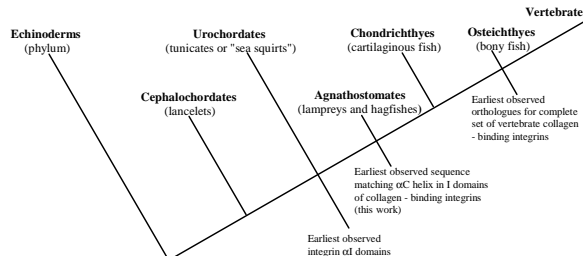 Vertebrate
Echinoderms
(phylum)
Urochordates
(tunicates or "sea squirts")
Chondrichthyes
(cartilaginous fish)
Osteichthyes
(bony fish)
Cephalochordates
(lancelets)
Agnathostomates
(lampreys and hagfishes)
Earliest observed
orthologues for complete
set of vertebrate collagen
- binding integrins
Earliest observed sequence
matching αC helix in I domains
of collagen - binding integrins
(this work)
Earliest observed
integrin αI domains